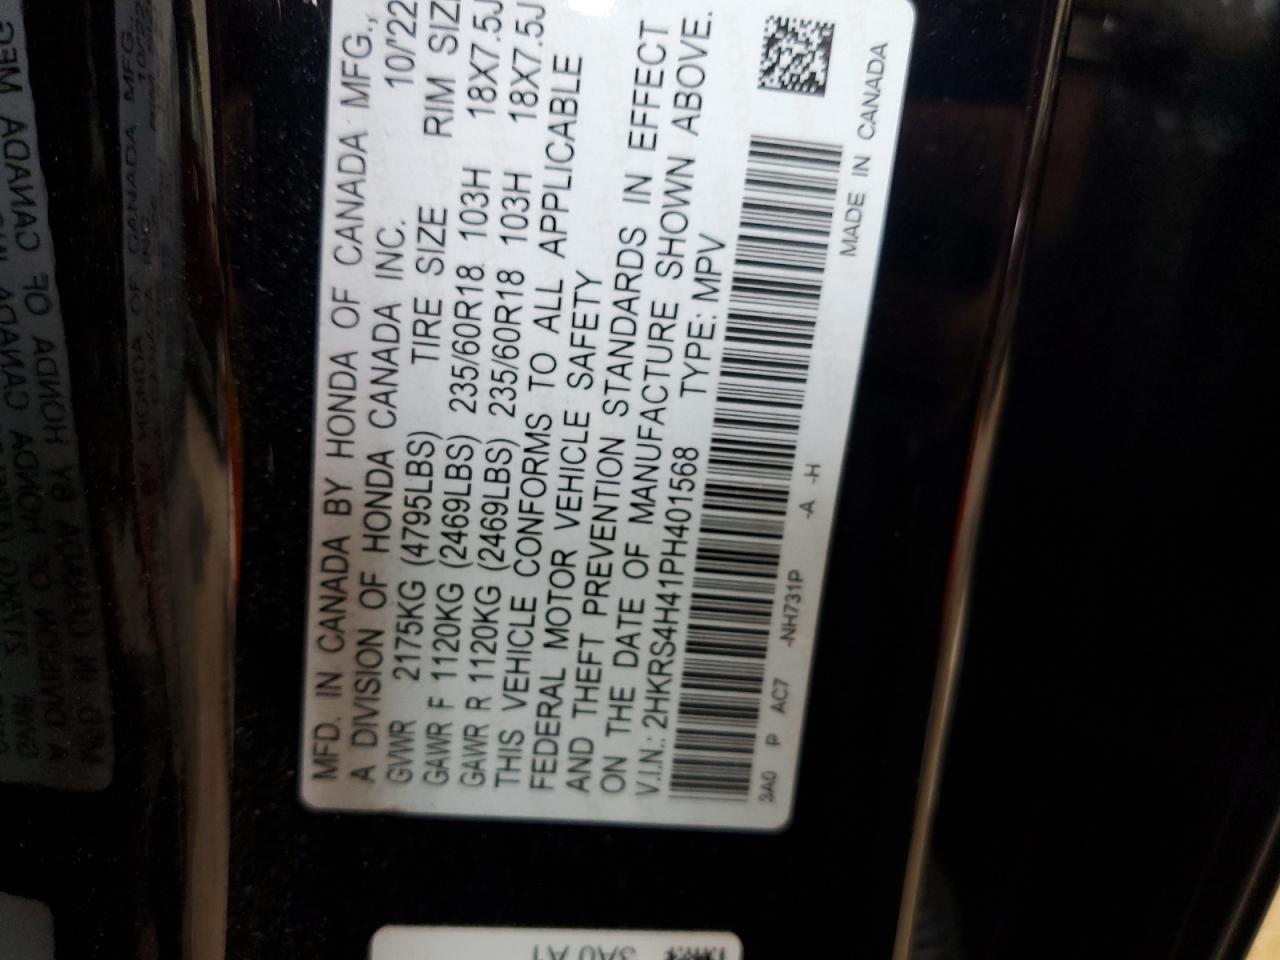 MFD. IN CANADA BY HONDA OF CANADA MFG.,
A DIVISION OF HONDA CANADA INC. 10/'22
GVWR 2175KG (4795LBS) TIRE SIZE RIM SIZE
GAWR F 1120KG (2469LBS) 235/60R18 103H 18X7.5J
GAWR R 1120KG (2469LBS) 235/60R18 103H 18X7.5J
THIS VEHICLE CONFORMS TO ALL APPLICABLE
FEDERAL MOTOR VEHICLE SAFETY
AND THEFT PREVENTION STANDARDS IN EFFECT
ON THE DATE OF MANUFACTURE SHOWN ABOVE.
V.I.N.: 2HKRS4H41PH401568 TYPE: MPV
3A0 P AC7 -NH731P -A -H MADE IN CANADA
3A0 A1